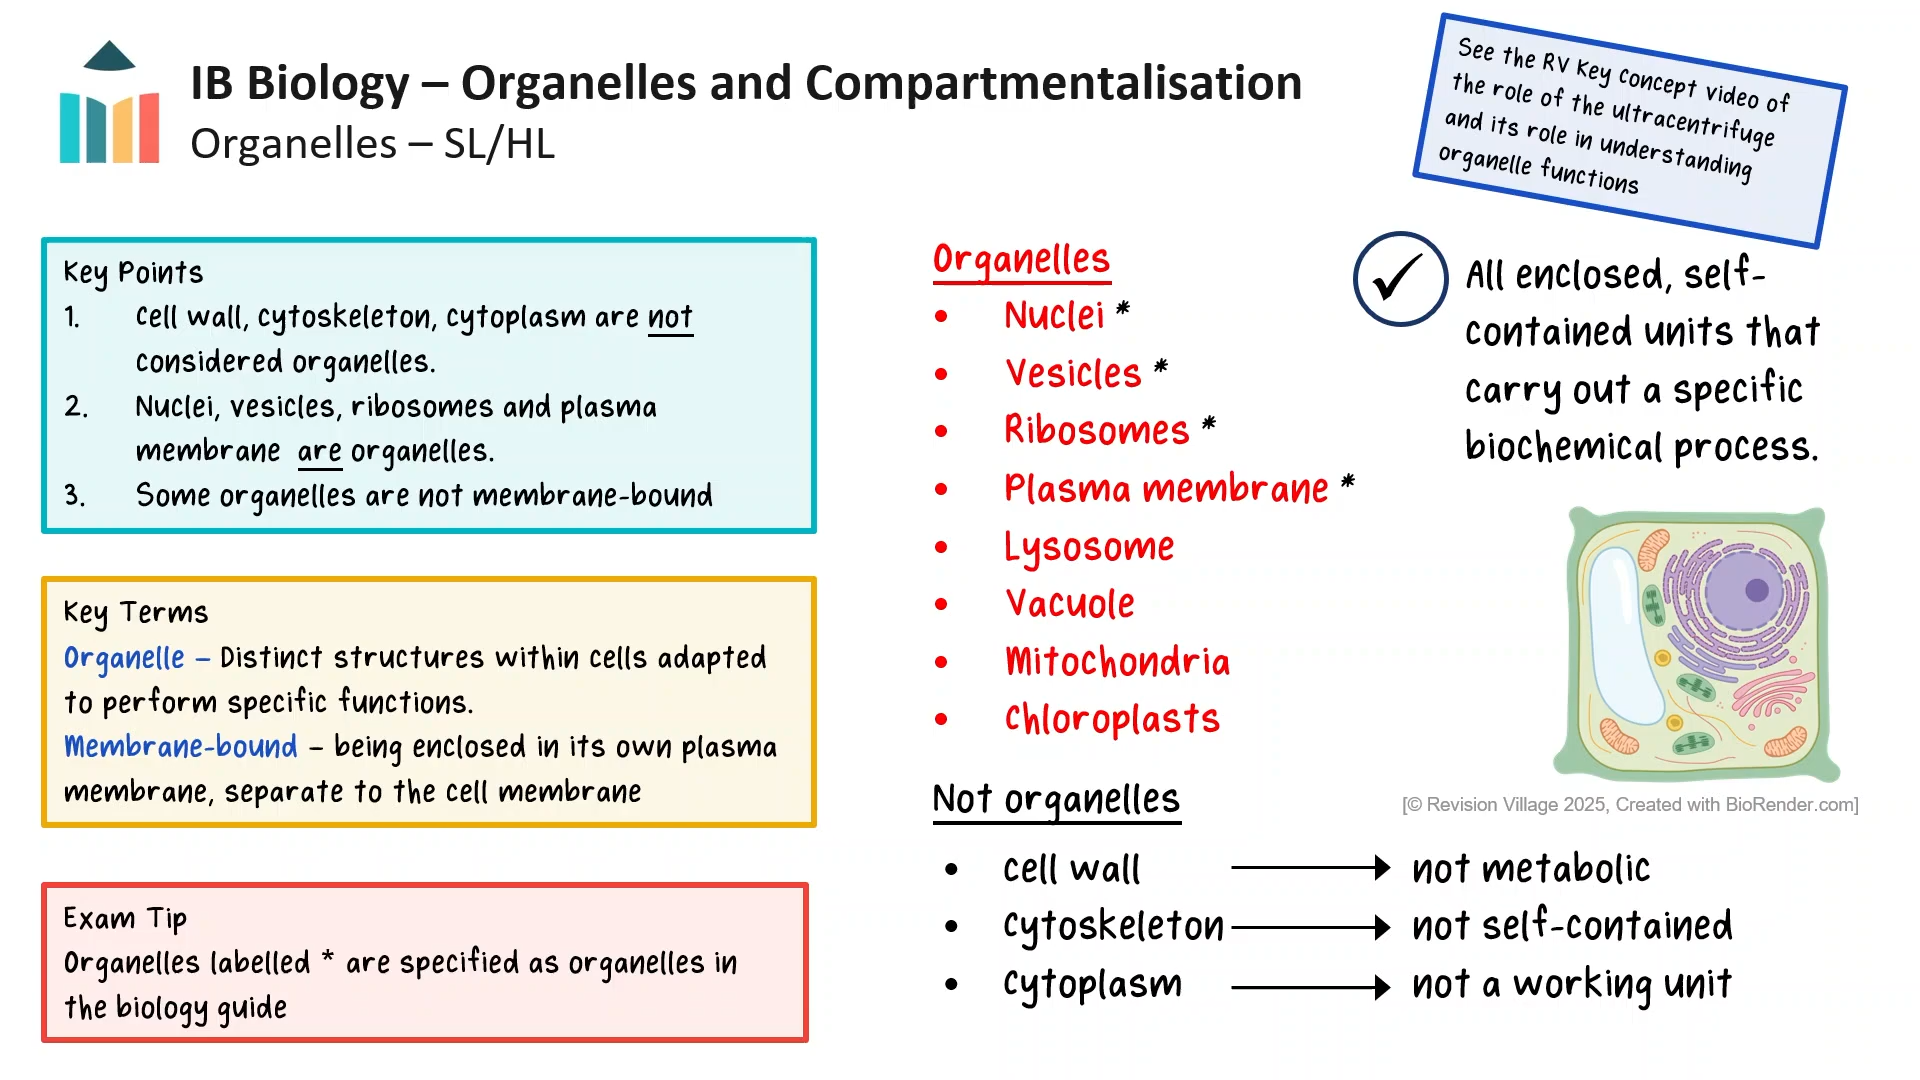 IB Biology – Organelles and Compartmentalisation
Organelles – SL/HL
See the RV Key Concept video of
the role of the ultracentrifuge
and its role in understanding
organelle functions
Key Points
1. Cell wall, cytoskeleton, cytoplasm are not
considered organelles.
2. Nuclei, vesicles, ribosomes and plasma
membrane are organelles.
3. Some organelles are not membrane-bound
Key Terms
Organelle – Distinct structures within cells adapted
to perform specific functions.
Membrane-bound – being enclosed in its own plasma
membrane, separate to the cell membrane
Exam Tip
Organelles labelled * are specified as organelles in
the biology guide
Organelles
• Nuclei *
• Vesicles *
• Ribosomes *
• Plasma membrane *
• Lysosome
• Vacuole
• Mitochondria
• Chloroplasts
✓ All enclosed, self-
contained units that
carry out a specific
biochemical process.
[© Revision Village 2025, Created with BioRender.com]
Not organelles
• Cell wall → not metabolic
• Cytoskeleton → not self-contained
• Cytoplasm → not a working unit